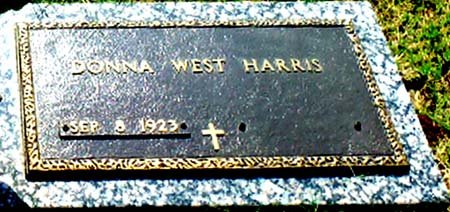 DONNA WEST HARRIS
SEP. 8 1923